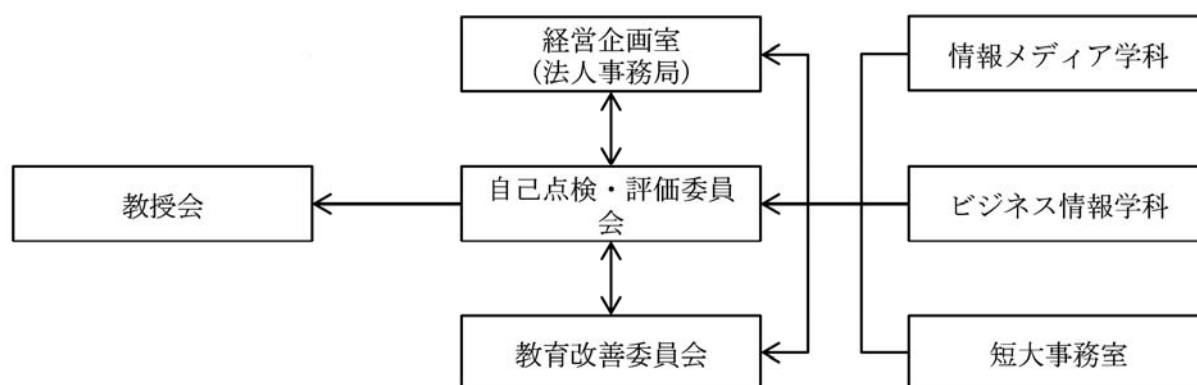 経営企画室
（法人事務局）
情報メディア学科
教授会
自己点検・評価委員
会
ビジネス情報学科
教育改善委員会
短大事務室